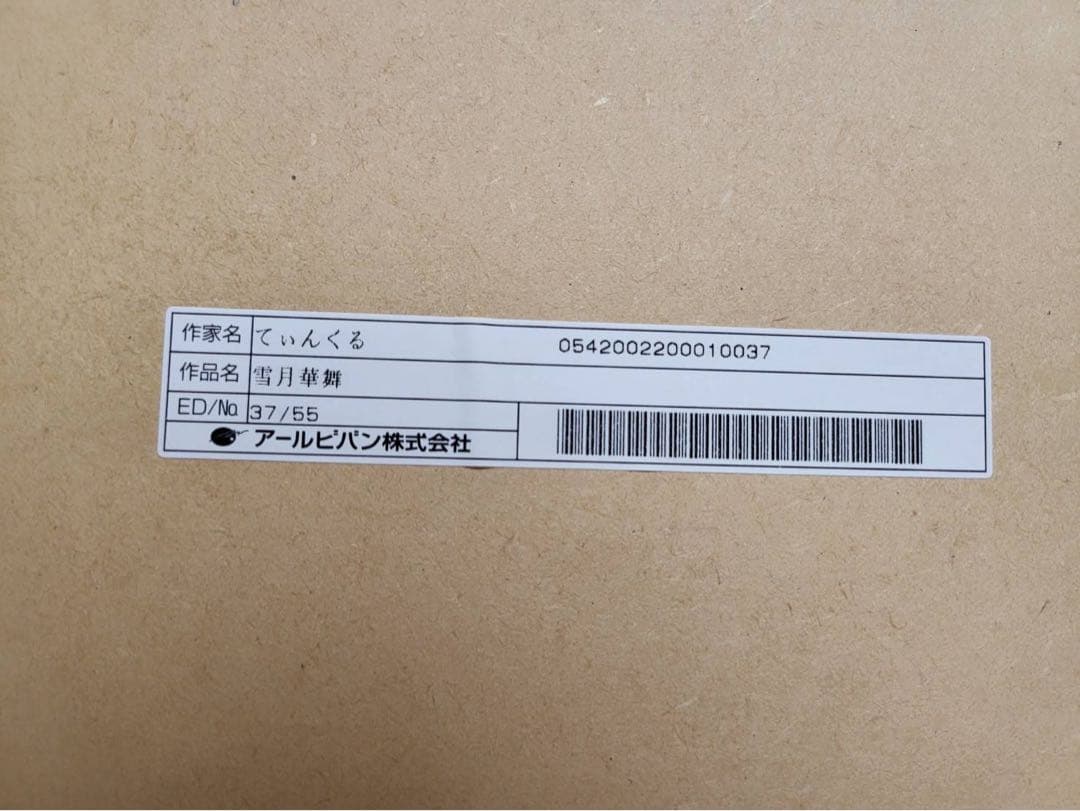 作家名 てぃんくる 0542002200010037
作品名 雪月華舞
ED/No. 37/55
アールビバン株式会社